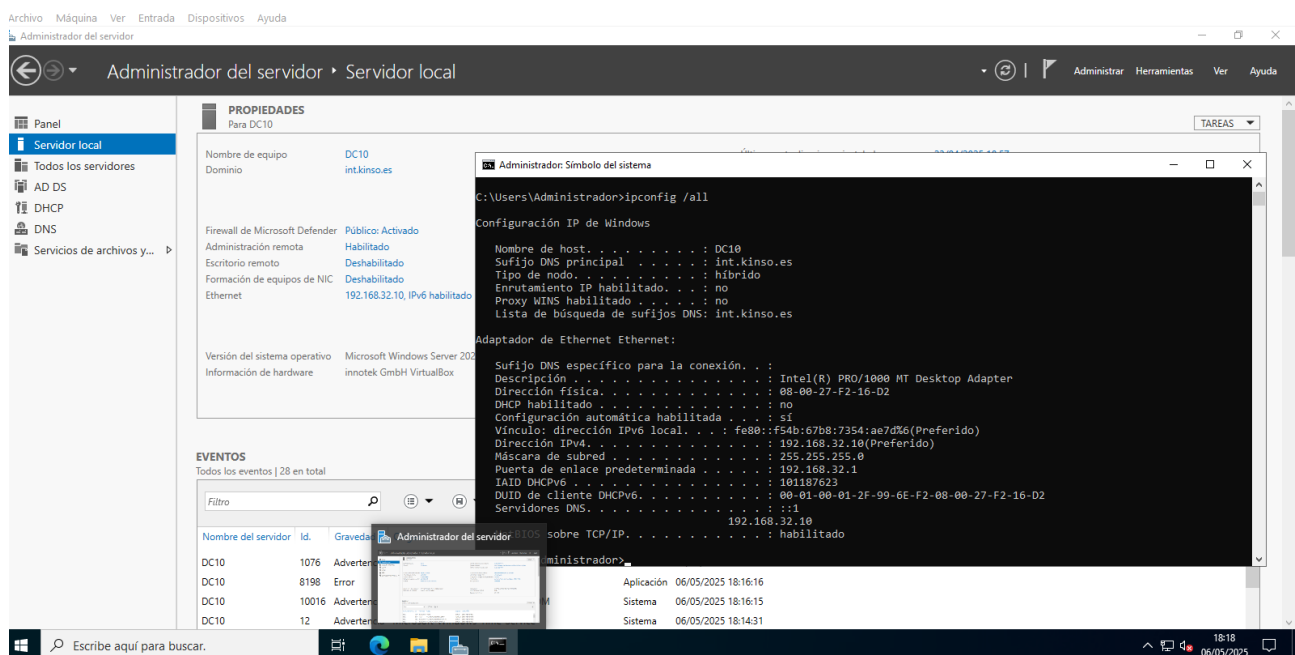 Archivo Máquina Ver Entrada Dispositivos Ayuda
Administrador del servidor
Administrador del servidor ‣ Servidor local
Administrar Herramientas Ver Ayuda
Panel
Servidor local
Todos los servidores
AD DS
DHCP
DNS
Servicios de archivos y...
PROPIEDADES
Para DC10
TAREAS
Nombre de equipo DC10
Dominio int.kinso.es
Firewall de Microsoft Defender Público: Activado
Administración remota Habilitado
Escritorio remoto Deshabilitado
Formación de equipos de NIC Deshabilitado
Ethernet 192.168.32.10, IPv6 habilitado
Versión del sistema operativo Microsoft Windows Server 202
Información de hardware innotek GmbH VirtualBox
Administrador: Símbolo del sistema
C:\Users\Administrador>ipconfig /all
Configuración IP de Windows
Nombre de host. . . . . . . . . : DC10
Sufijo DNS principal . . . . . : int.kinso.es
Tipo de nodo. . . . . . . . . . : híbrido
Enrutamiento IP habilitado. . . : no
Proxy WINS habilitado . . . . . : no
Lista de búsqueda de sufijos DNS: int.kinso.es
Adaptador de Ethernet Ethernet:
Sufijo DNS específico para la conexión. . :
Descripción . . . . . . . . . . . . . . . : Intel(R) PRO/1000 MT Desktop Adapter
Dirección física. . . . . . . . . . . . . : 08-00-27-F2-16-D2
DHCP habilitado . . . . . . . . . . . . . : no
Configuración automática habilitada . . . : sí
Vínculo: dirección IPv6 local. . . : fe80::f54b:67b8:7354:ae7d%6(Preferido)
Dirección IPv4. . . . . . . . . . . . . . : 192.168.32.10(Preferido)
Máscara de subred . . . . . . . . . . . . : 255.255.255.0
Puerta de enlace predeterminada . . . . . : 192.168.32.1
IAID DHCPv6 . . . . . . . . . . . . . . . : 101187623
DUID de cliente DHCPv6. . . . . . . . . . : 00-01-00-01-2F-99-6E-F2-08-00-27-F2-16-D2
Servidores DNS. . . . . . . . . . . . . . : ::1
192.168.32.10
sobre TCP/IP. . . . . . . . . . . : habilitado
ministrador>
EVENTOS
Todos los eventos | 28 en total
Filtro
Nombre del servidor Id. Gravedad
Administrador del servidor
DC10 1076
DC10 8198 Error Aplicación 06/05/2025 18:16:16
DC10 10016 Sistema 06/05/2025 18:16:15
DC10 12 Sistema 06/05/2025 18:14:31
Escribe aquí para buscar.
18:18
06/05/2025